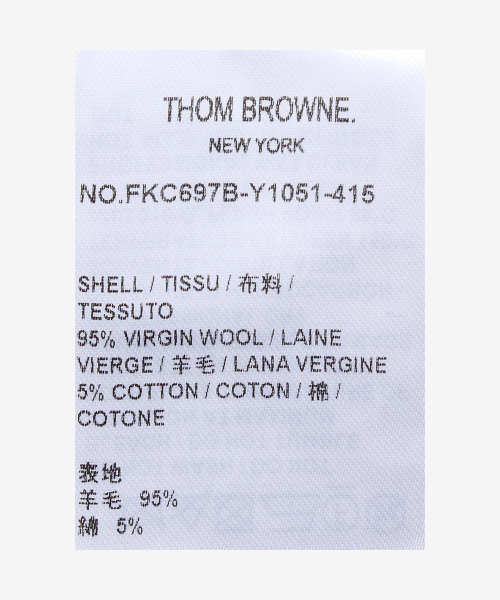 THOM BROWNE.
NEW YORK
NO.FKC697B-Y1051-415
SHELL / TISSU / 布料 /
TESSUTO
95% VIRGIN WOOL / LAINE
VIERGE / 羊毛 / LANA VERGINE
5% COTTON / COTON / 棉 /
COTONE
表地
羊毛 95%
綿 5%